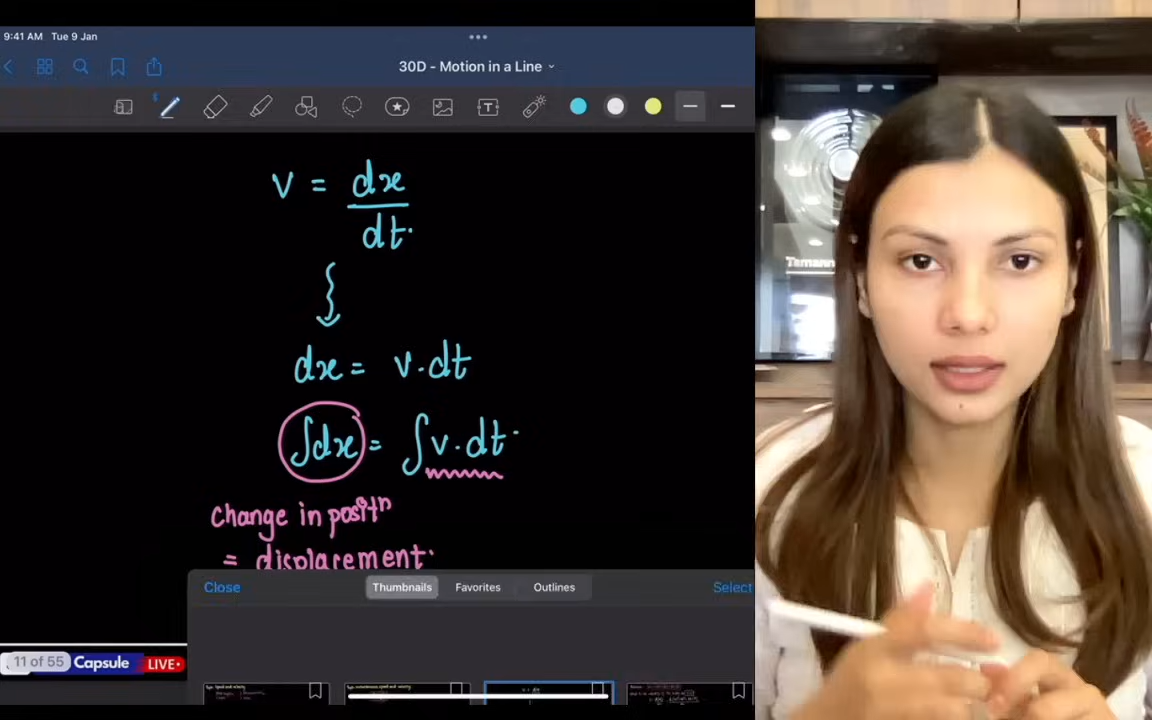 9:41 AM Tue 9 Jan
30D - Motion in a Line
T
v = dx
dt.
dx = v.dt
∫dx = ∫v.dt.
change in positn
= displacement.
Close
Thumbnails
Favorites
Outlines
Select
11 of 55
Capsule
LIVE